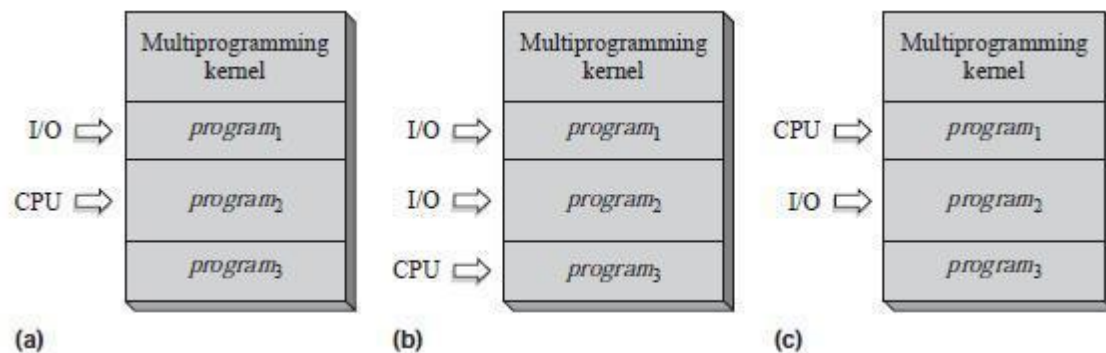 Multiprogramming
kernel
I/O
program₁
CPU
program₂
program₃
(a)
Multiprogramming
kernel
I/O
program₁
I/O
program₂
CPU
program₃
(b)
Multiprogramming
kernel
CPU
program₁
I/O
program₂
program₃
(c)